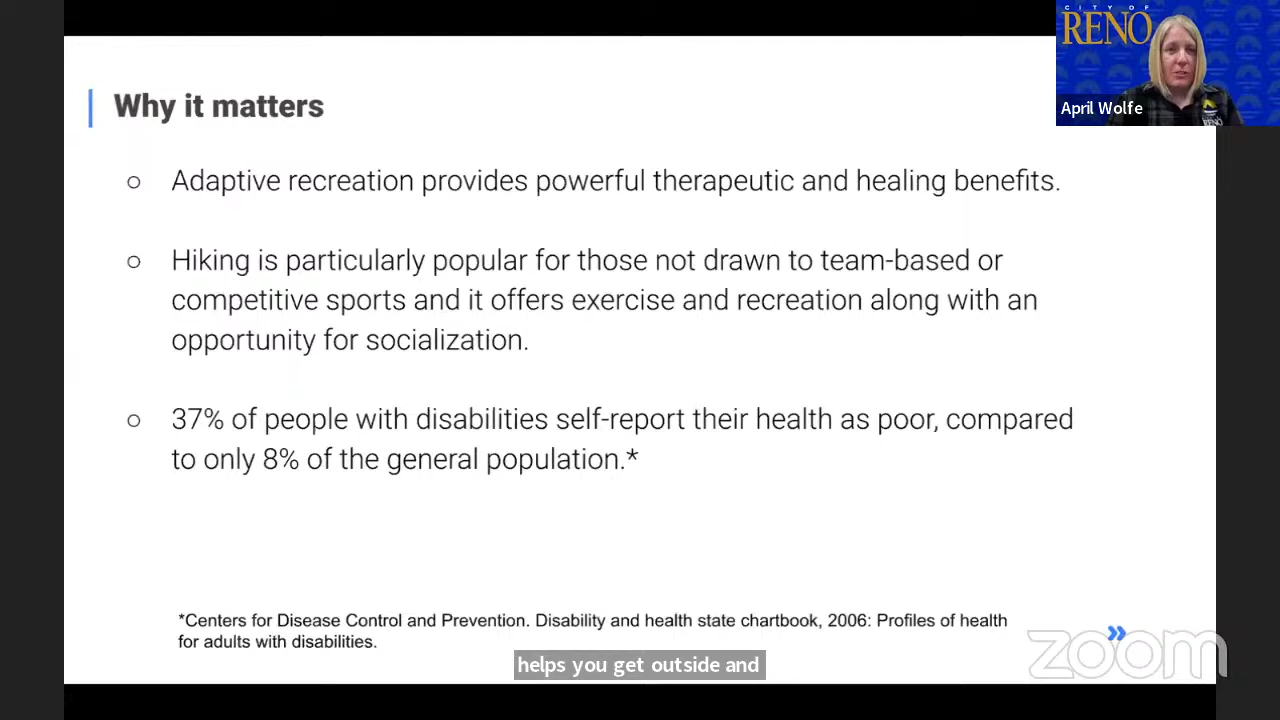 CITY OF
RENO
April Wolfe
RENO
Why it matters
○ Adaptive recreation provides powerful therapeutic and healing benefits.
○ Hiking is particularly popular for those not drawn to team-based or
competitive sports and it offers exercise and recreation along with an
opportunity for socialization.
○ 37% of people with disabilities self-report their health as poor, compared
to only 8% of the general population.*
*Centers for Disease Control and Prevention. Disability and health state chartbook, 2006: Profiles of health
for adults with disabilities.
zoom
helps you get outside and